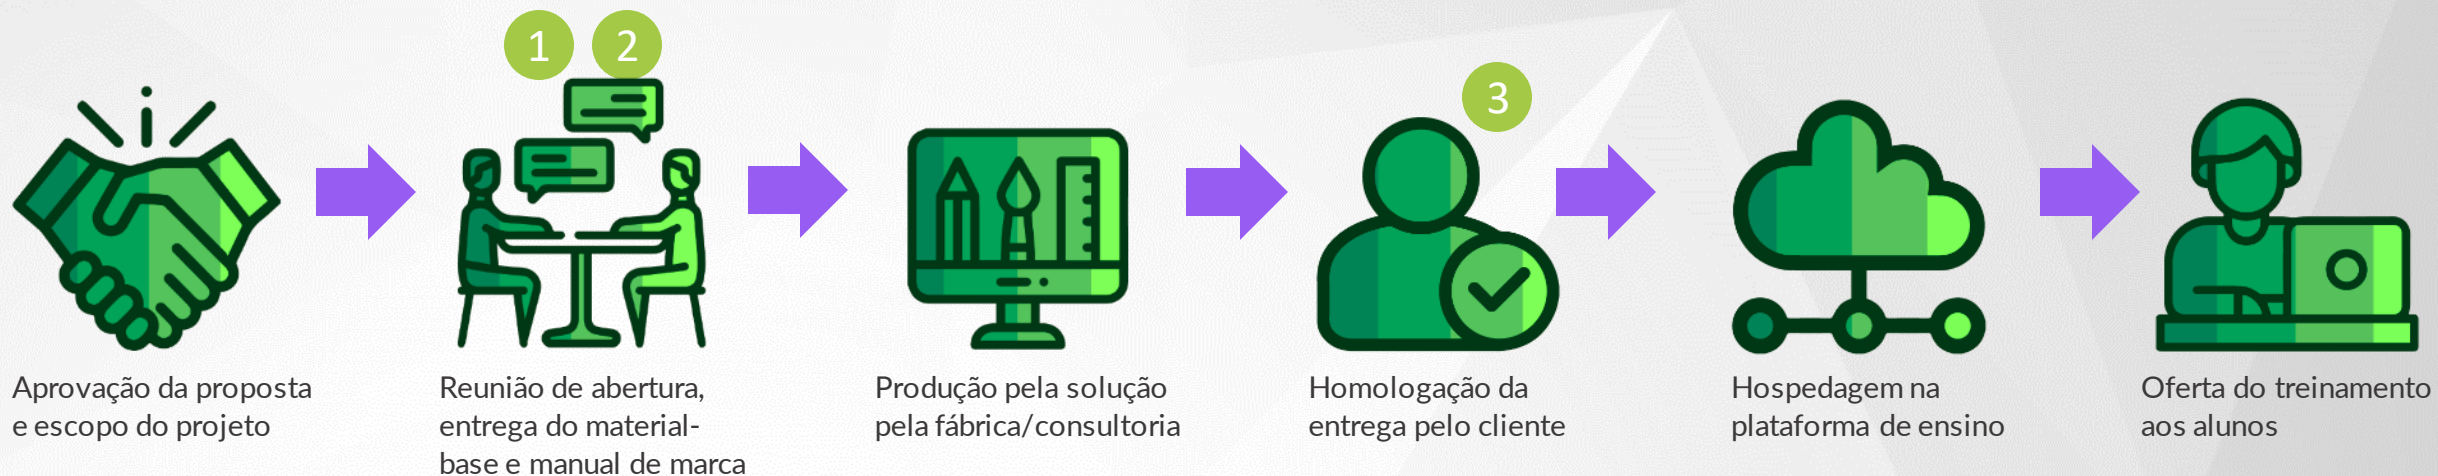 1 2
3
Aprovação da proposta
e escopo do projeto
Reunião de abertura,
entrega do material-
base e manual de marca
Produção pela solução
pela fábrica/consultoria
Homologação da
entrega pelo cliente
Hospedagem na
plataforma de ensino
Oferta do treinamento
aos alunos